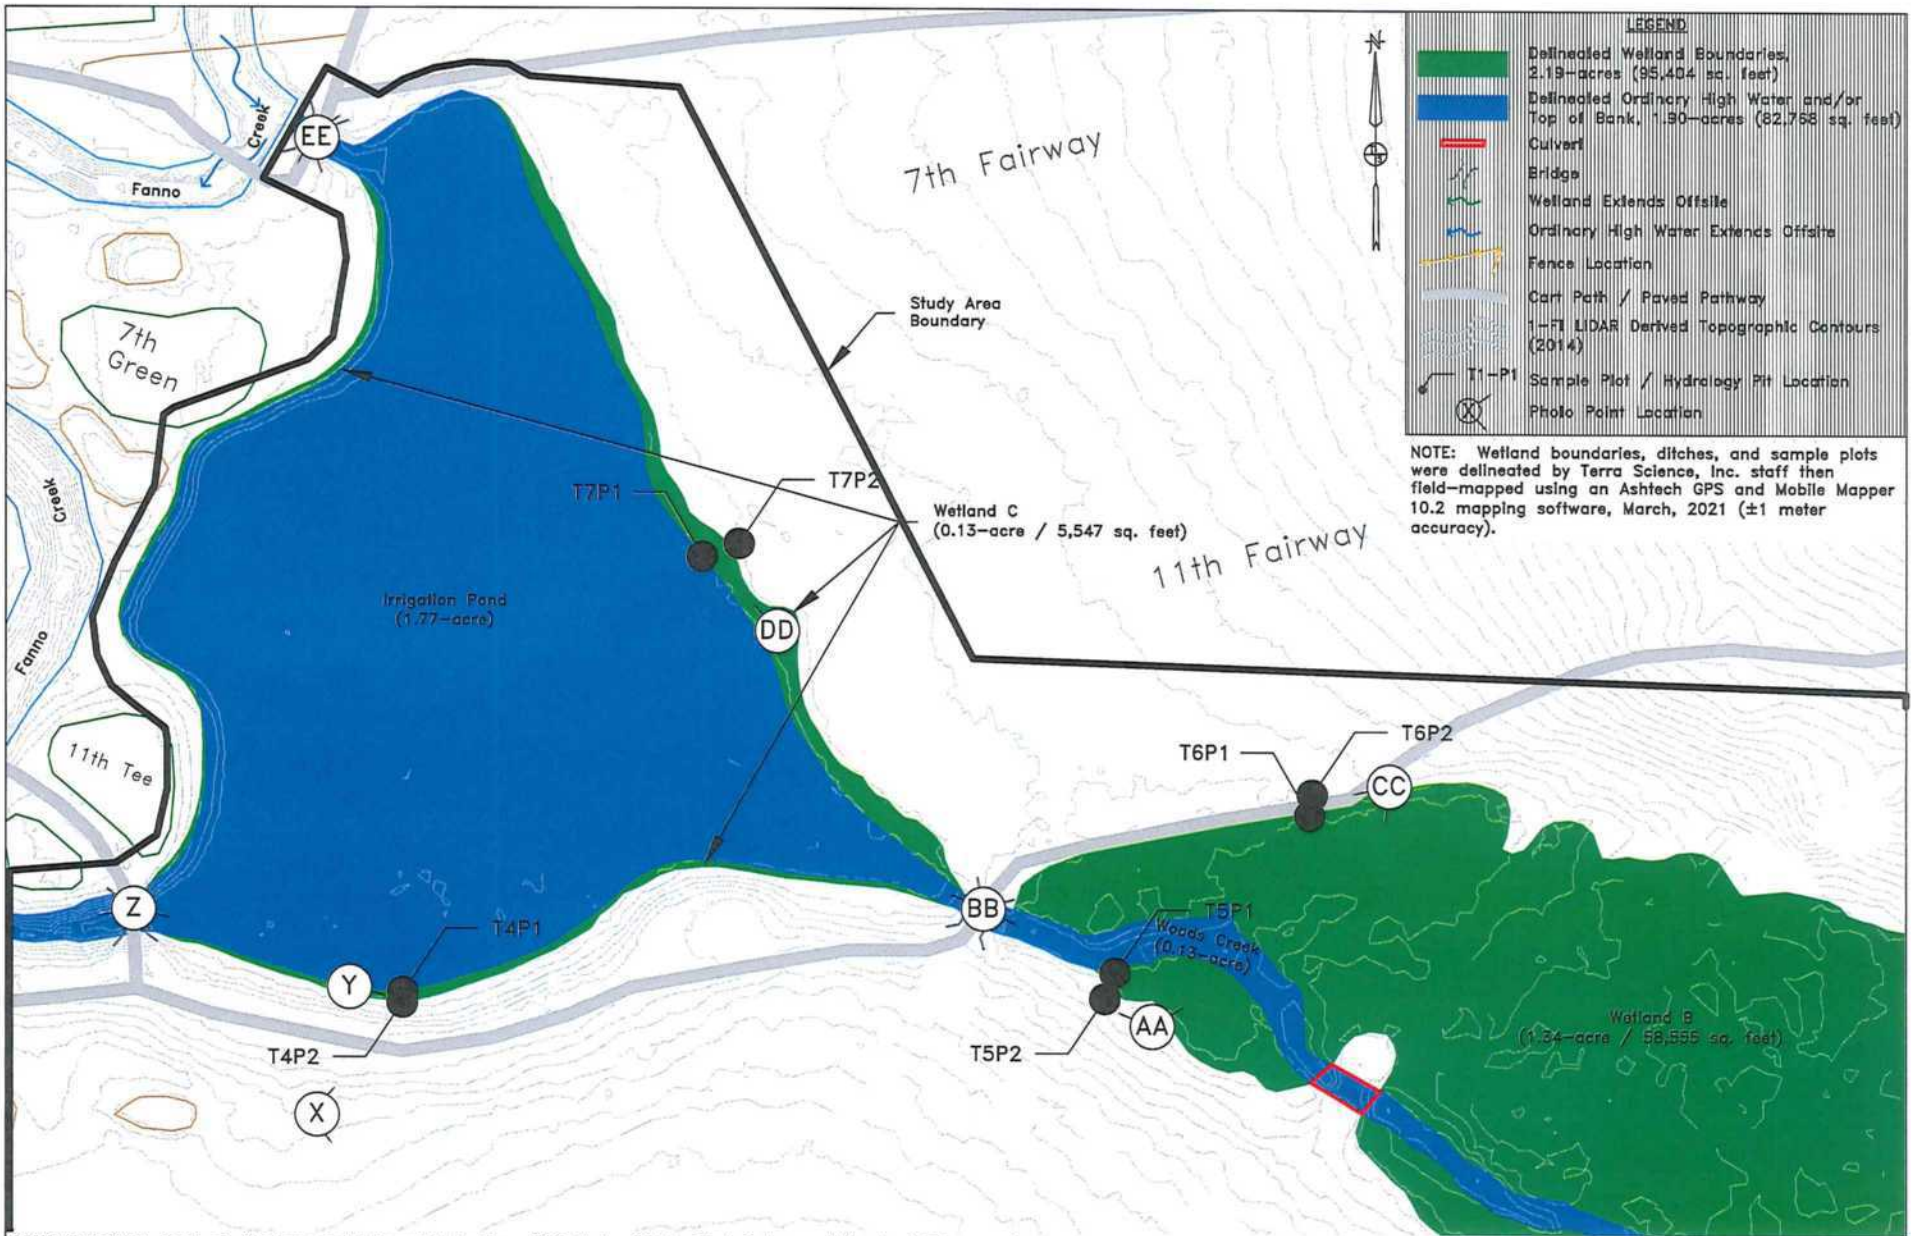 LEGEND
Delineated Wetland Boundaries,
2.19-acres (95,404 sq. feet)
Delineated Ordinary High Water and/or
Top of Bank, 1.90-acres (82,768 sq. feet)
Culvert
Bridge
Wetland Extends Offsite
Ordinary High Water Extends Offsite
Fence Location
Cart Path / Paved Pathway
1-Ft LIDAR Derived Topographic Contours
(2014)
T1-P1 Sample Plot / Hydrology Pit Location
X Photo Point Location
NOTE: Wetland boundaries, ditches, and sample plots
were delineated by Terra Science, Inc. staff then
field-mapped using an Ashtech GPS and Mobile Mapper
10.2 mapping software, March, 2021 (±1 meter
accuracy).
N
EE
Creek
Fanno
7th Fairway
Study Area
Boundary
7th
Green
T7P1
T7P2
Wetland C
(0.13-acre / 5,547 sq. feet)
11th Fairway
Creek
Fanno
Irrigation Pond
(1.77-acre)
DD
11th Tee
T6P1
T6P2
CC
Z
BB
T4P1
T5P1
Woods Creek
(0.13-acre)
Y
AA
T4P2
T5P2
Wetland B
(1.34-acre / 58,555 sq. feet)
X